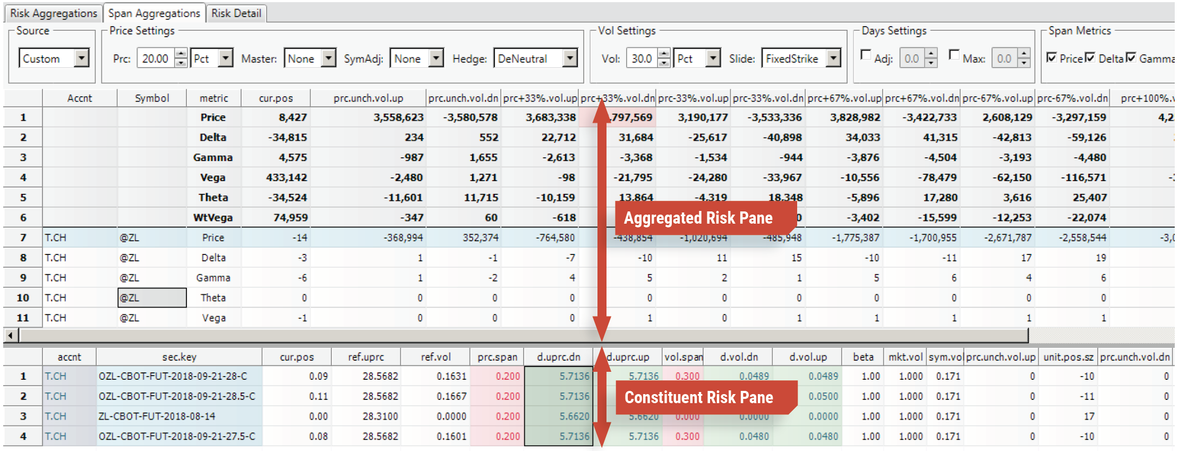 Risk Aggregations Span Aggregations Risk Detail
Source Price Settings Vol Settings Days Settings Span Metrics
Custom Prc: 20.00 Pct Master: None SymAdj: None Hedge: DeNeutral Vol: 30.0 Pct Slide: FixedStrike Adj: 0.0 Max: 0.0 Price Delta Gamma
Accnt Symbol metric cur.pos prc.unch.vol.up prc.unch.vol.dn prc+33%.vol.up prc+33%.vol.dn prc-33%.vol.up prc-33%.vol.dn prc+67%.vol.up prc+67%.vol.dn prc-67%.vol.up prc-67%.vol.dn prc+100%.v
1 Price 8,427 3,558,623 -3,580,578 3,683,338 797,569 3,190,177 -3,533,336 3,828,982 -3,422,733 2,608,129 -3,297,159 4,2
2 Delta -34,815 234 552 22,712 31,684 -25,617 -40,898 34,033 41,315 -42,813 -59,126
3 Gamma 4,575 -987 1,655 -2,613 -3,368 -1,534 -944 -3,876 -4,504 -3,193 -4,480
4 Vega 433,142 -2,480 1,271 -98 -21,795 -24,280 -33,967 -10,556 -78,479 -62,150 -116,571
5 Theta -34,524 -11,601 11,715 -10,159 13,864 -4,319 18,348 -5,896 17,280 3,616 25,407
6 WtVega 74,959 -347 60 -618 0 -3,402 -15,599 -12,253 -22,074
Aggregated Risk Pane
7 T.CH @ZL Price -14 -368,994 352,374 -764,580 -438,854 -1,020,694 -485,948 -1,775,387 -1,700,955 -2,671,787 -2,558,544 -3,0
8 T.CH @ZL Delta -3 1 -1 -7 -10 11 15 -10 -11 17 19
9 T.CH @ZL Gamma -6 1 -2 4 5 2 1 5 6 4 6
10 T.CH @ZL Theta 0 0 0 0 0 0 0 0 0 0 0
11 T.CH @ZL Vega -1 0 0 0 1 0 1 1 1 1 1
accnt sec.key cur.pos ref.uprc ref.vol prc.span d.uprc.dn d.uprc.up vol.span d.vol.dn d.vol.up beta mkt.vol sym.vol prc.unch.vol.up unit.pos.sz prc.unch.vol.dn
1 T.CH OZL-CBOT-FUT-2018-09-21-28-C 0.09 28.5682 0.1631 0.200 5.7136 5.7136 0.300 0.0489 0.0489 1.00 1.000 0.171 0 -10 0
2 T.CH OZL-CBOT-FUT-2018-09-21-28.5-C 0.11 28.5682 0.1667 0.200 5.7136 0.0500 1.00 1.000 0.171 0 -11 0
Constituent Risk Pane
3 T.CH ZL-CBOT-FUT-2018-08-14 0.00 28.3100 0.0000 0.200 5.6620 5.6620 0.000 0.0000 0.0000 1.00 1.000 0.171 0 17 0
4 T.CH OZL-CBOT-FUT-2018-09-21-27.5-C 0.08 28.5682 0.1601 0.200 5.7136 5.7136 0.300 0.0480 0.0480 1.00 1.000 0.171 0 -10 0